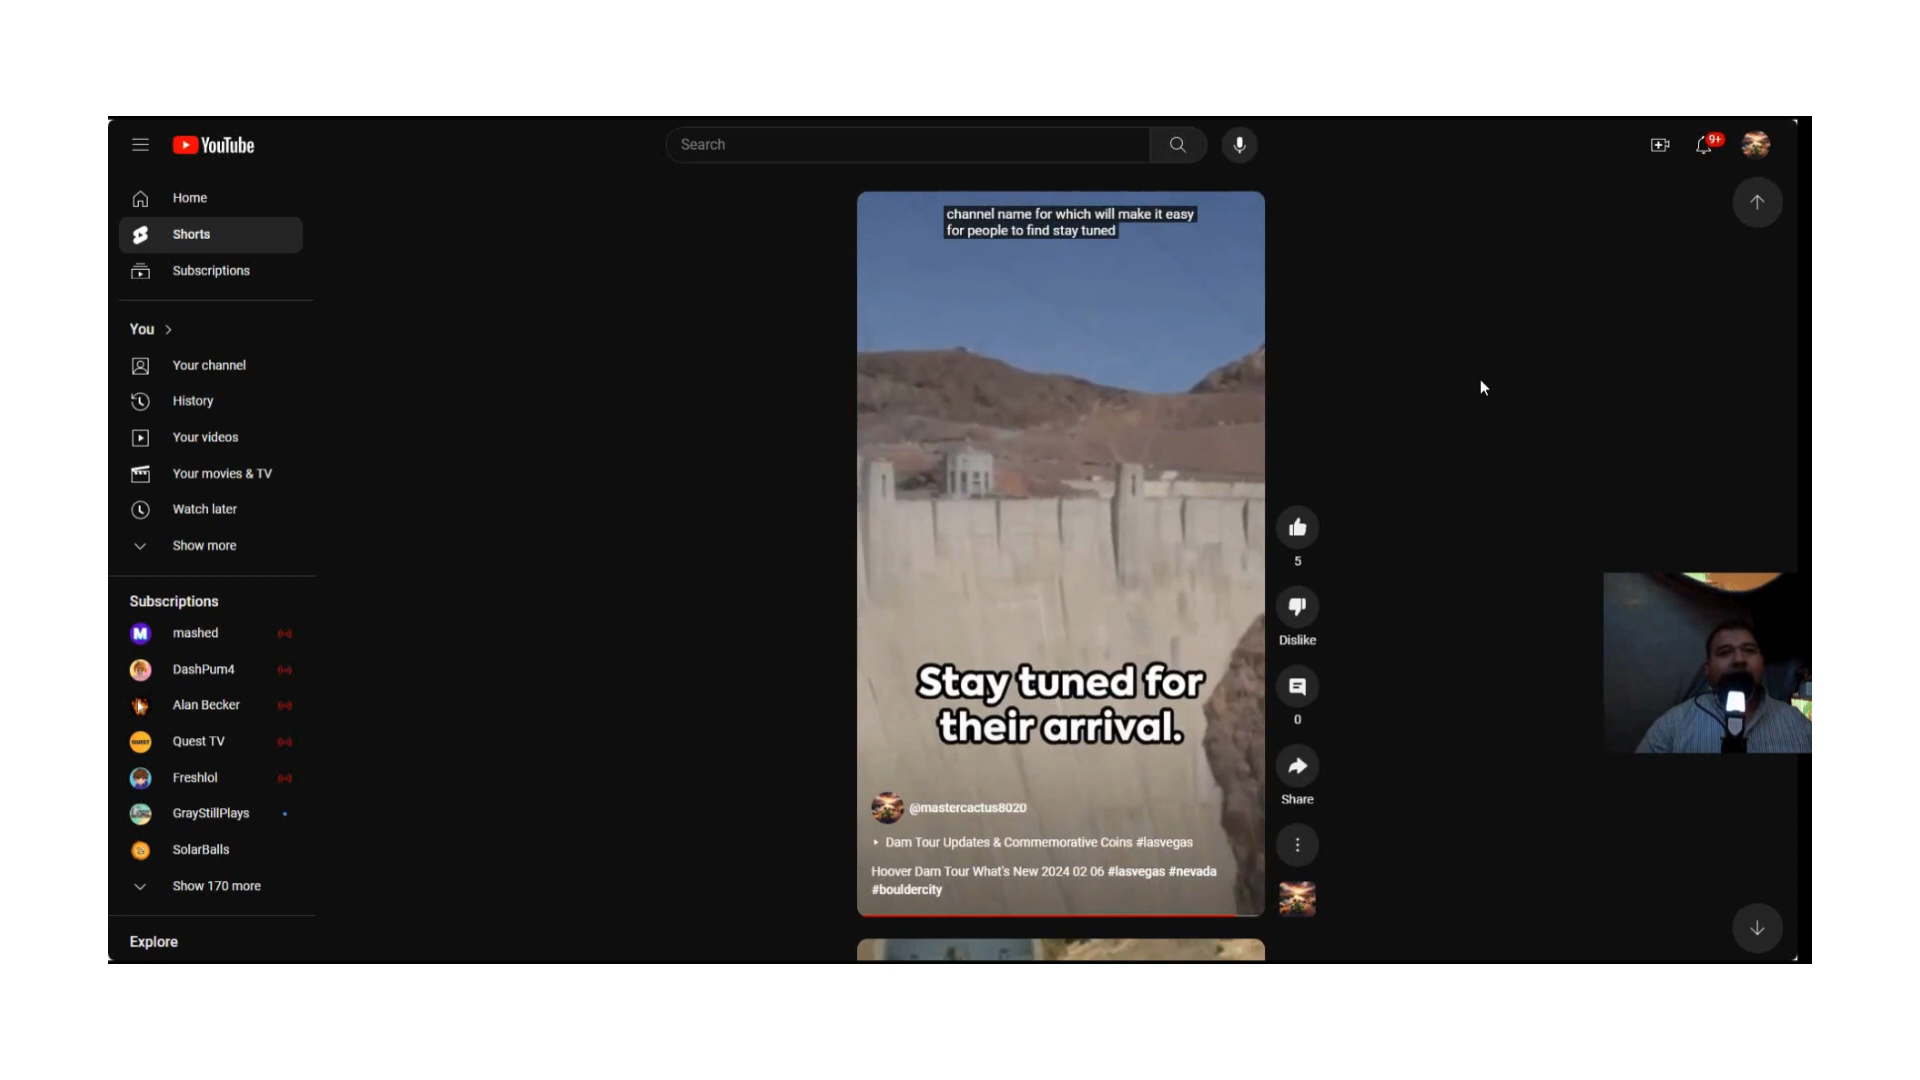 YouTube
Search
9+
Home
Shorts
Subscriptions
You
Your channel
History
Your videos
Your movies & TV
Watch later
Show more
Subscriptions
M mashed
DashPum4
Alan Becker
QUEST Quest TV
Freshlol
GrayStillPlays
SolarBalls
Show 170 more
Explore
channel name for which will make it easy
for people to find stay tuned
Stay tuned for
their arrival.
@mastercactus8020
Dam Tour Updates & Commemorative Coins #lasvegas
Hoover Dam Tour What's New 2024 02 06 #lasvegas #nevada
#bouldercity
5
Dislike
0
Share